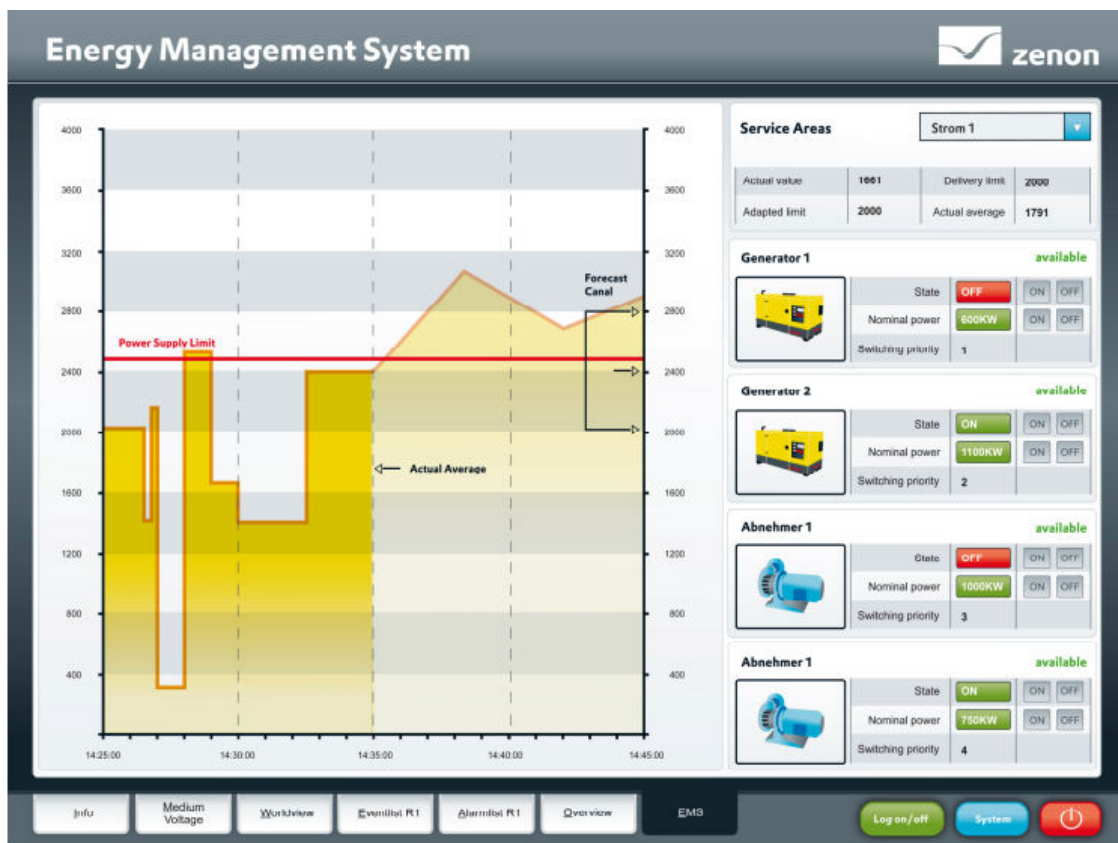 Energy Management System
zenon
4000
3600
3200
2800
2400
2000
1600
1200
800
400
Power Supply Limit
Actual Average
Forecast
Canal
4000
3600
3200
2800
2400
2000
1600
1200
800
400
14:25:00 14:30:00 14:35:00 14:40:00 14:45:00
Service Areas Strom 1
Actual value 1661 Delivery limit 2000
Adapted limit 2000 Actual average 1791
Generator 1 available
State OFF ON OFF
Nominal power 600KW ON OFF
Switching priority 1
Generator 2 available
State ON ON OFF
Nominal power 1100KW ON OFF
Switching priority 2
Abnehmer 1 available
State OFF ON OFF
Nominal power 1000KW ON OFF
Switching priority 3
Abnehmer 1 available
State ON ON OFF
Nominal power 750KW ON OFF
Switching priority 4
Info
Medium
Voltage
Worldview
Eventlist R1
Alarmlist R1
Overview
EMS
Log on/off
System